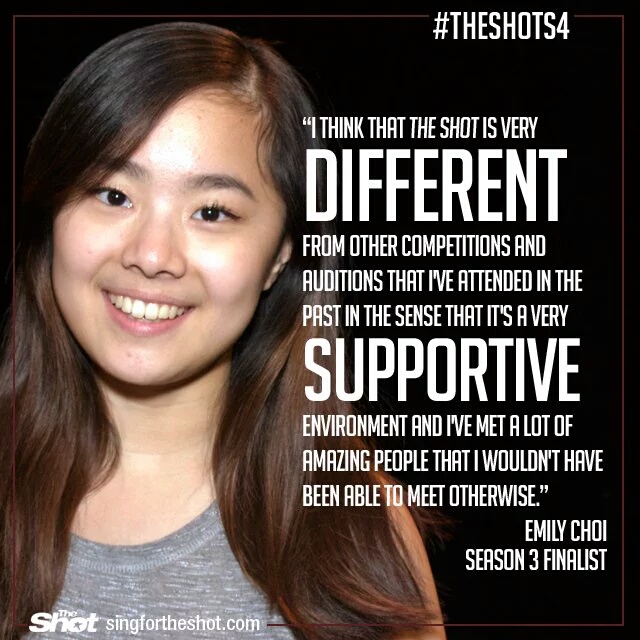 #THESHOTS4
“I THINK THAT THE SHOT IS VERY
DIFFERENT
FROM OTHER COMPETITIONS AND
AUDITIONS THAT I'VE ATTENDED IN THE
PAST IN THE SENSE THAT IT'S A VERY
SUPPORTIVE
ENVIRONMENT AND I'VE MET A LOT OF
AMAZING PEOPLE THAT I WOULDN'T HAVE
BEEN ABLE TO MEET OTHERWISE.”
EMILY CHOI
SEASON 3 FINALIST
The Shot singfortheshot.com